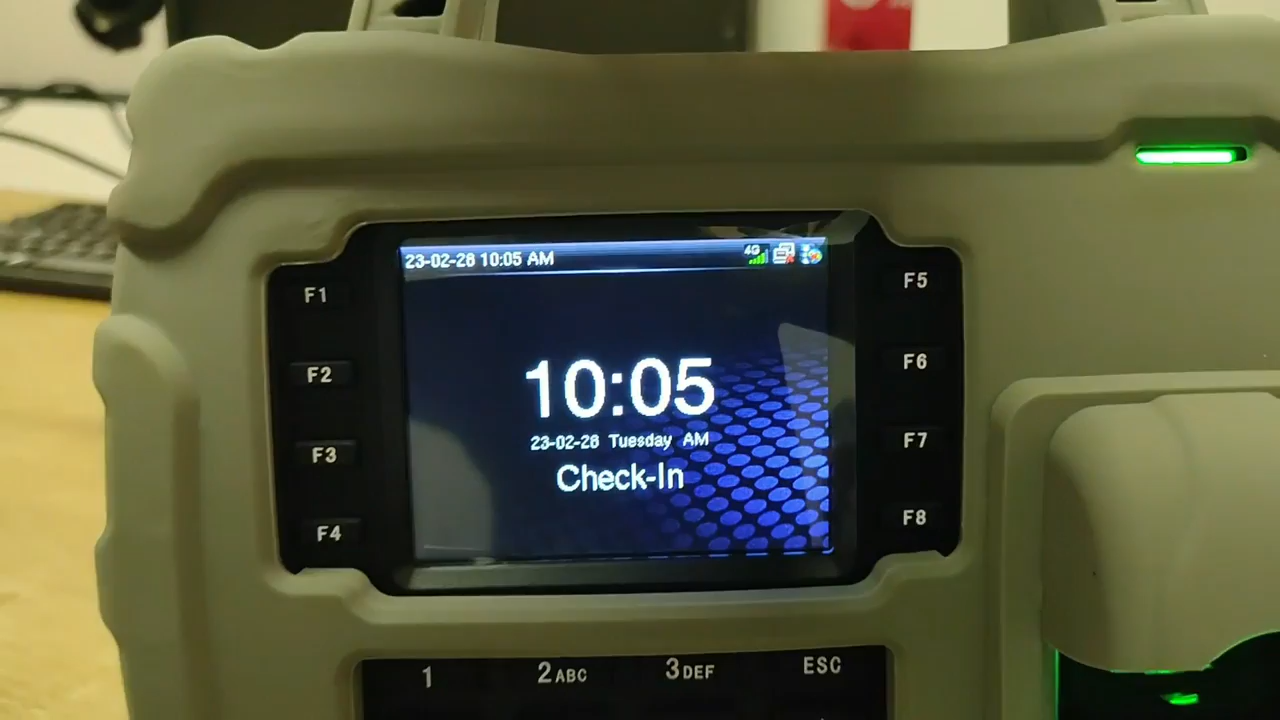 23-02-28 10:05 AM
4G
F1
F2
F3
F4
10:05
23-02-28 Tuesday AM
Check-In
F5
F6
F7
F8
1
2ABC
3DEF
ESC